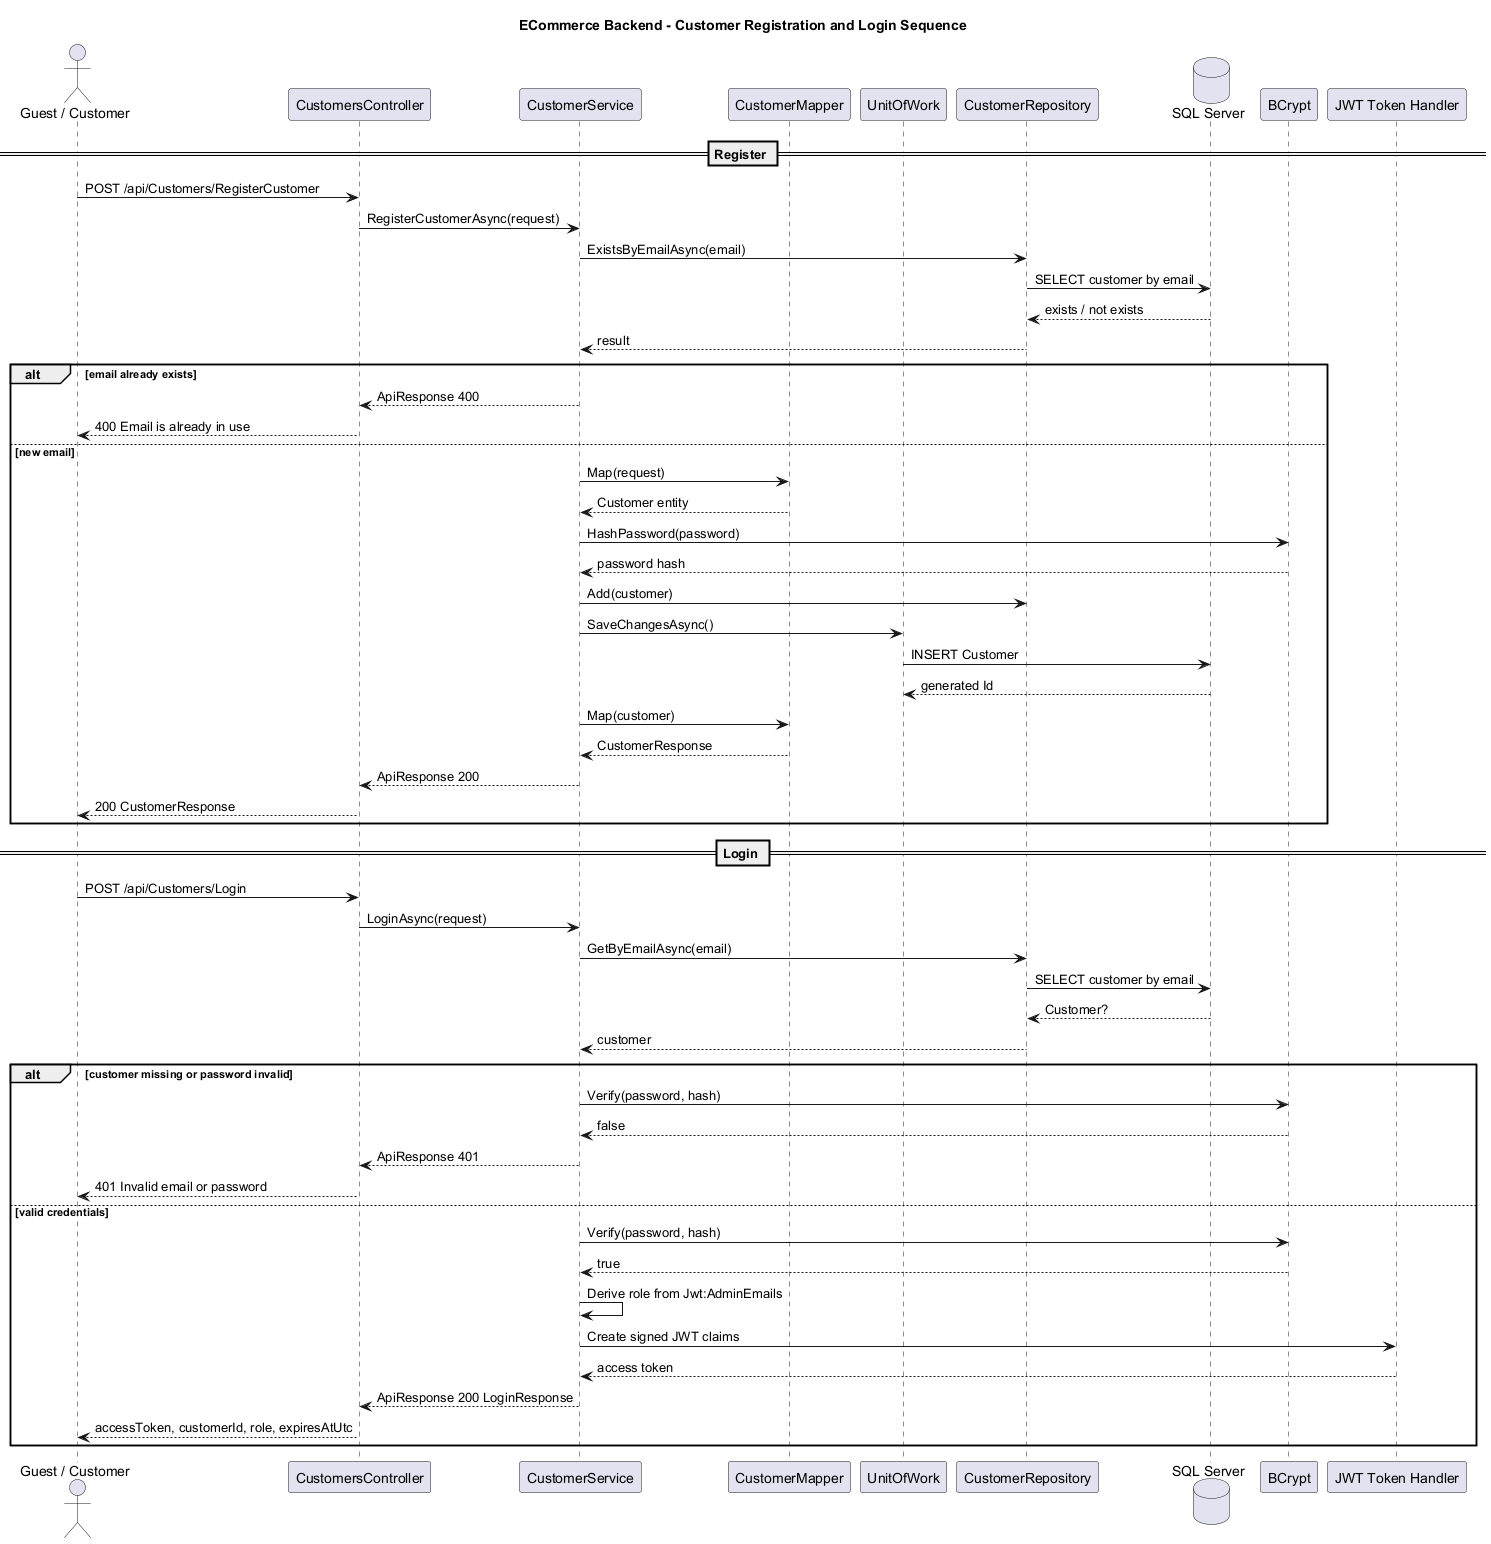 ECommerce Backend - Customer Registration and Login Sequence
Guest / Customer
CustomersController
CustomerService
CustomerMapper
UnitOfWork
CustomerRepository
SQL Server
BCrypt
JWT Token Handler
Register
POST /api/Customers/RegisterCustomer
RegisterCustomerAsync(request)
ExistsByEmailAsync(email)
SELECT customer by email
exists / not exists
result
alt
[email already exists]
ApiResponse 400
400 Email is already in use
[new email]
Map(request)
Customer entity
HashPassword(password)
password hash
Add(customer)
SaveChangesAsync()
INSERT Customer
generated Id
Map(customer)
CustomerResponse
ApiResponse 200
200 CustomerResponse
Login
POST /api/Customers/Login
LoginAsync(request)
GetByEmailAsync(email)
SELECT customer by email
Customer?
customer
alt
[customer missing or password invalid]
Verify(password, hash)
false
ApiResponse 401
401 Invalid email or password
[valid credentials]
Verify(password, hash)
true
Derive role from Jwt:AdminEmails
Create signed JWT claims
access token
ApiResponse 200 LoginResponse
accessToken, customerId, role, expiresAtUtc
Guest / Customer
CustomersController
CustomerService
CustomerMapper
UnitOfWork
CustomerRepository
SQL Server
BCrypt
JWT Token Handler